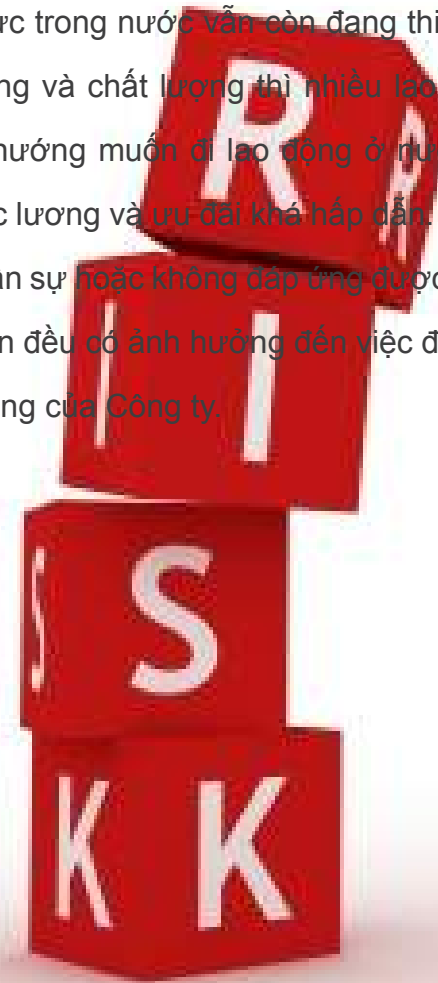 ực trong nước vẫn còn đang thi
ng và chất lượng thì nhiều lao
hướng muốn đi lao động ở nư
c lương và ưu đãi khá hấp dẫn.
ân sự hoặc không đáp ứng được
n đều có ảnh hưởng đến việc đ
ng của Công ty.
R R
I I
S S
K K